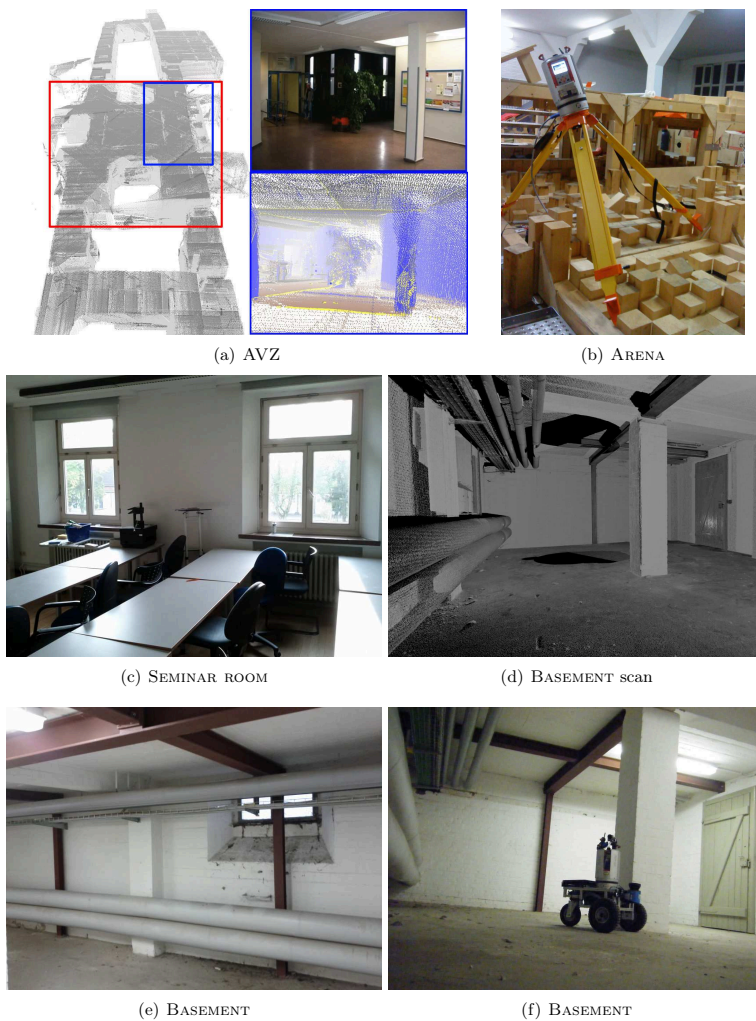 (a) AVZ
(b) ARENA
(c) SEMINAR ROOM
(d) BASEMENT scan
(e) BASEMENT
(f) BASEMENT